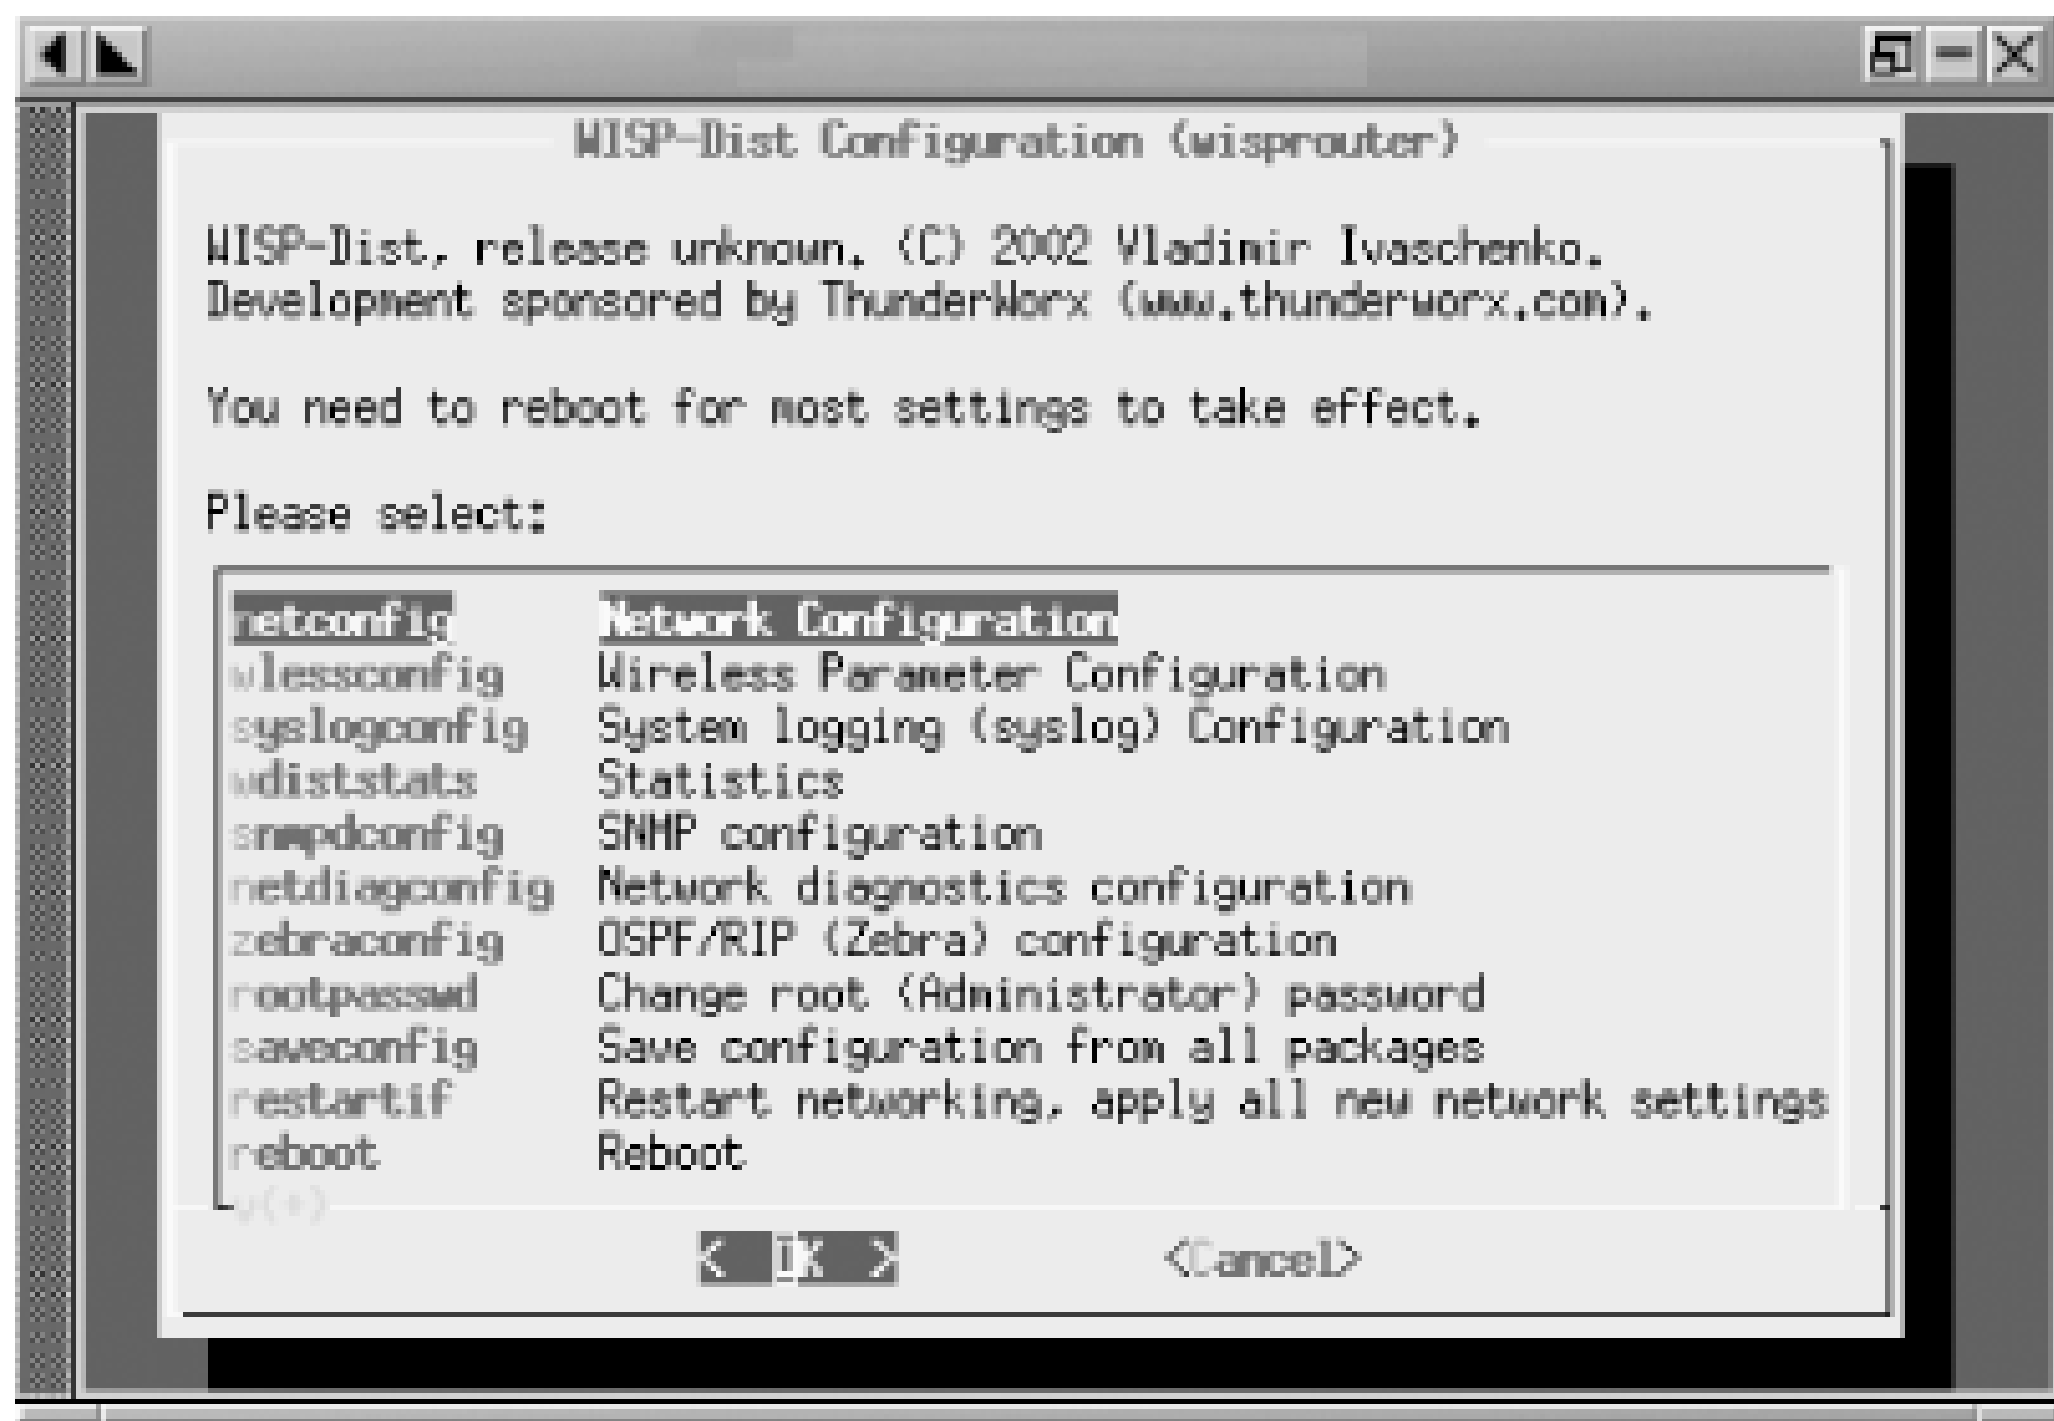 WISP-Dist Configuration (wisprouter)
WISP-Dist, release unknown. (C) 2002 Vladimir Ivaschenko.
Development sponsored by ThunderWorx (www.thunderworx.com).
You need to reboot for most settings to take effect.
Please select:
netconfig Network Configuration
wlessconfig Wireless Parameter Configuration
syslogconfig System logging (syslog) Configuration
wdiststats Statistics
snmpdconfig SNMP configuration
netdiagconfig Network diagnostics configuration
zebraconfig OSPF/RIP (Zebra) configuration
rootpasswd Change root (Administrator) password
saveconfig Save configuration from all packages
restartif Restart networking, apply all new network settings
reboot Reboot
v(+)
< OK > <Cancel>